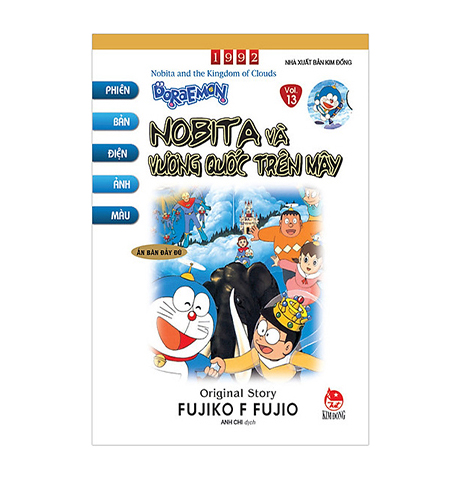 1992
NHÀ XUẤT BẢN KIM ĐỒNG
Nobita and the Kingdom of Clouds
DORAEMON
Vol.
13
PHIÊN
BẢN
ĐIỆN
ẢNH
MÀU
NOBITA VÀ
VƯƠNG QUỐC TRÊN MÂY
ẤN BẢN ĐẦY ĐỦ
Original Story
FUJIKO F FUJIO
ANH CHI dịch
KIM ĐỒNG